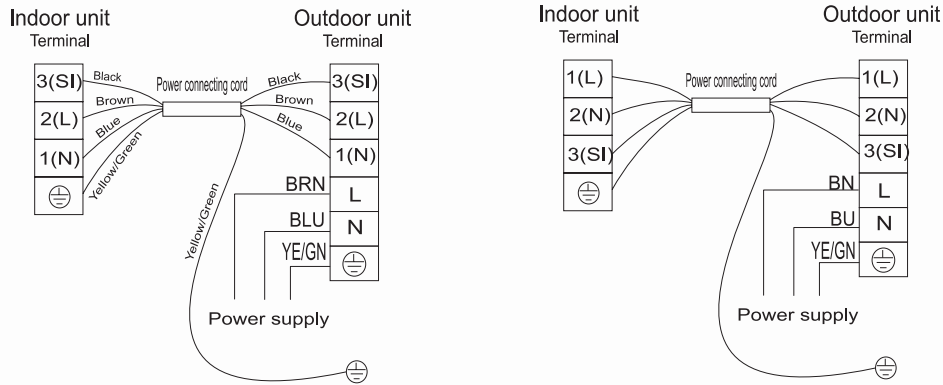 Indoor unit
Terminal
Outdoor unit
Terminal
3(SI)
2(L)
1(N)
Black
Brown
Blue
Yellow/Green
Power connecting cord
Black
Brown
Blue
Yellow/Green
3(SI)
2(L)
1(N)
L
N
BRN
BLU
YE/GN
Power supply
Indoor unit
Terminal
Outdoor unit
Terminal
1(L)
2(N)
3(SI)
Power connecting cord
1(L)
2(N)
3(SI)
L
N
BN
BU
YE/GN
Power supply